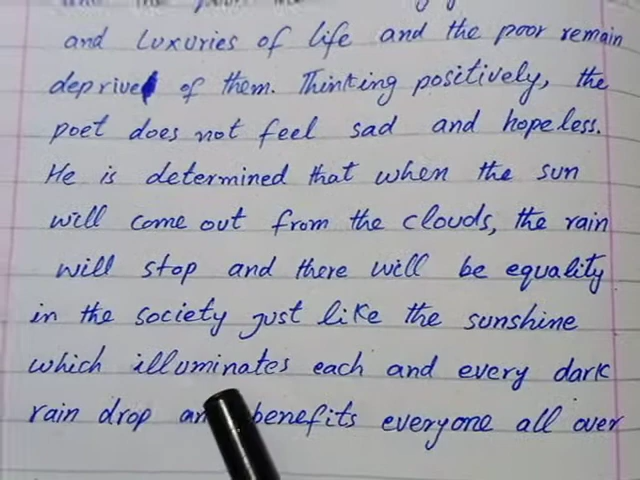 and luxuries of life and the poor remain
deprived of them. Thinking positively, the
poet does not feel sad and hopeless.
He is determined that when the sun
will come out from the clouds, the rain
will stop and there will be equality
in the society just like the sunshine
which illuminates each and every dark
rain drop and benefits everyone all over